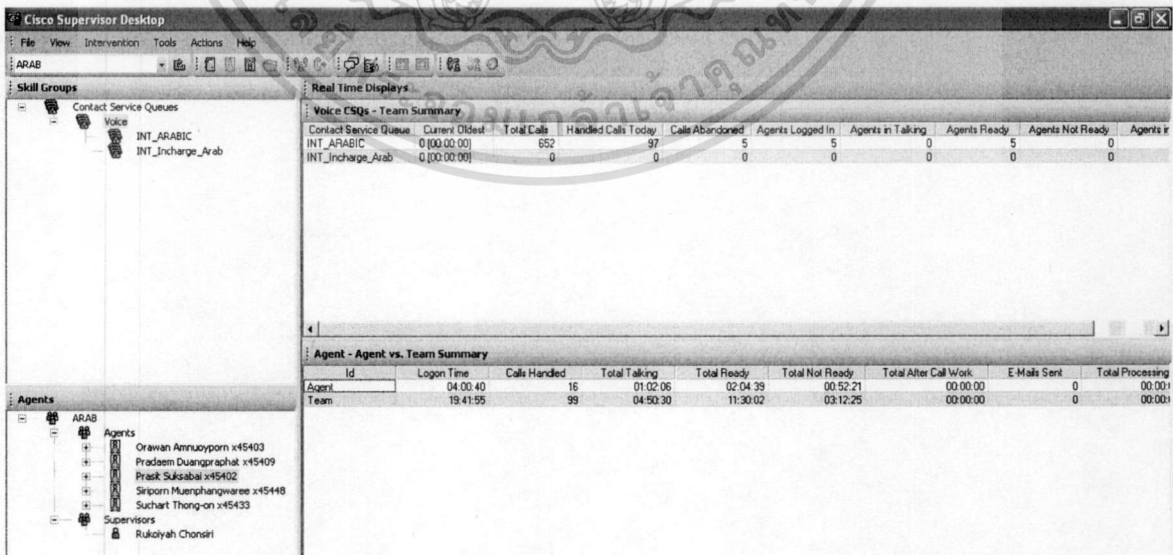 Cisco Supervisor Desktop
File View Intervention Tools Actions Help
ARAB
Skill Groups
Contact Service Queues
Voice
INT_ARABIC
INT_Incharge_Arab
Real Time Displays
Voice CSQs - Team Summary
Contact Service Queue Current Oldest Total Calls Handled Calls Today Calls Abandoned Agents Logged In Agents in Talking Agents Ready Agents Not Ready Agents
INT_ARABIC 0 [00:00:00] 652 97 5 5 0 5 0
INT_Incharge_Arab 0 [00:00:00] 0 0 0 0 0 0 0
Agent - Agent vs. Team Summary
Id Logon Time Calls Handled Total Talking Total Ready Total Not Ready Total After Call Work E-Mails Sent Total Processing
Agent 04:00:40 16 01:02:06 02:04:39 00:52:21 00:00:00 0 00:00:
Team 19:41:55 99 04:50:30 11:30:02 03:12:25 00:00:00 0 00:00:
Agents
ARAB
Agents
Orawan Amnuoyporn x45403
Pradaem Duangpraphat x45409
Prasit Suksabai x45402
Siriporn Muenphangwaree x45448
Suchart Thong-on x45433
Supervisors
Rukoiyah Chonsiri